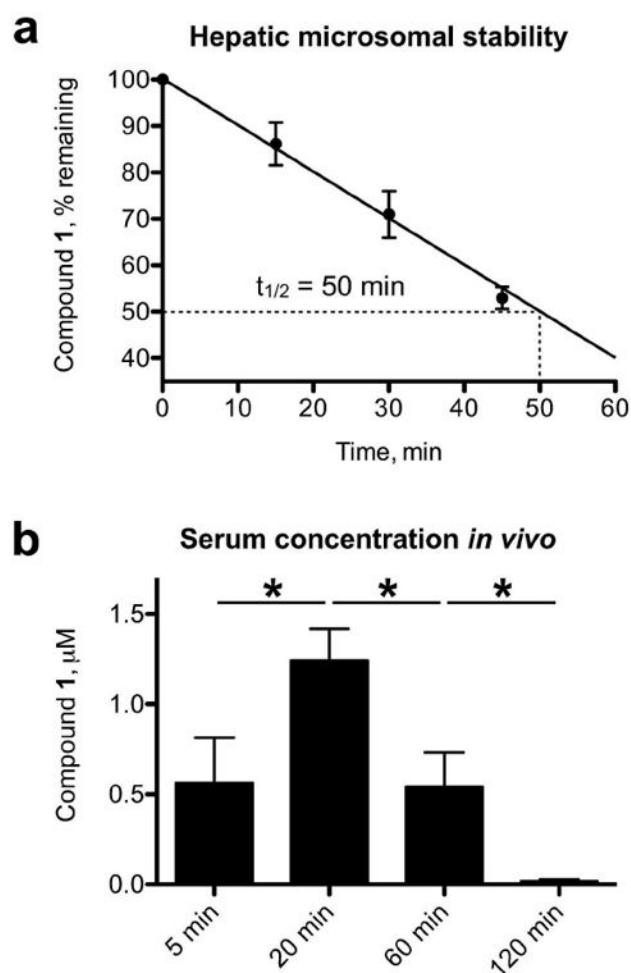 a
Hepatic microsomal stability
Compound 1, % remaining
100
90
80
70
60
50
40
t1/2 = 50 min
0 10 20 30 40 50 60
Time, min
b
Serum concentration in vivo
* * *
Compound 1, μM
1.5
1.0
0.5
0.0
5 min 20 min 60 min 120 min